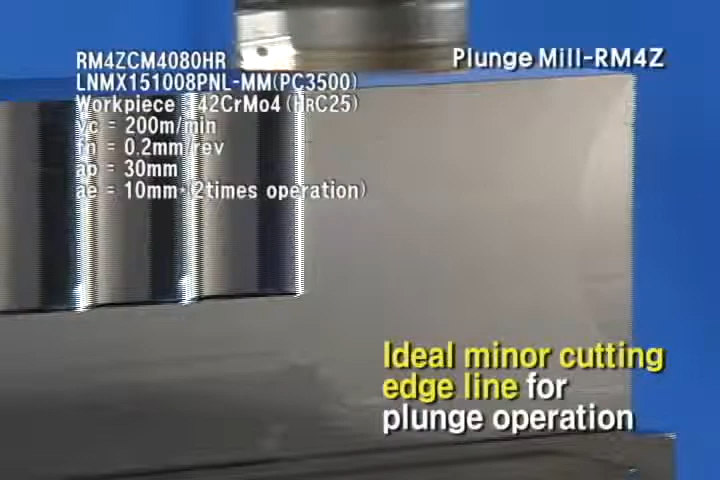 RM4ZCM4080HR
Plunge Mill-RM4Z
LNMX151008PNL-MM(PC3500)
Workpiece : 42CrMo4(HRC25)
vc = 200m/min
fn = 0.2mm/rev
ap = 30mm
ae = 10mm*(2times operation)
Ideal minor cutting
edge line for
plunge operation